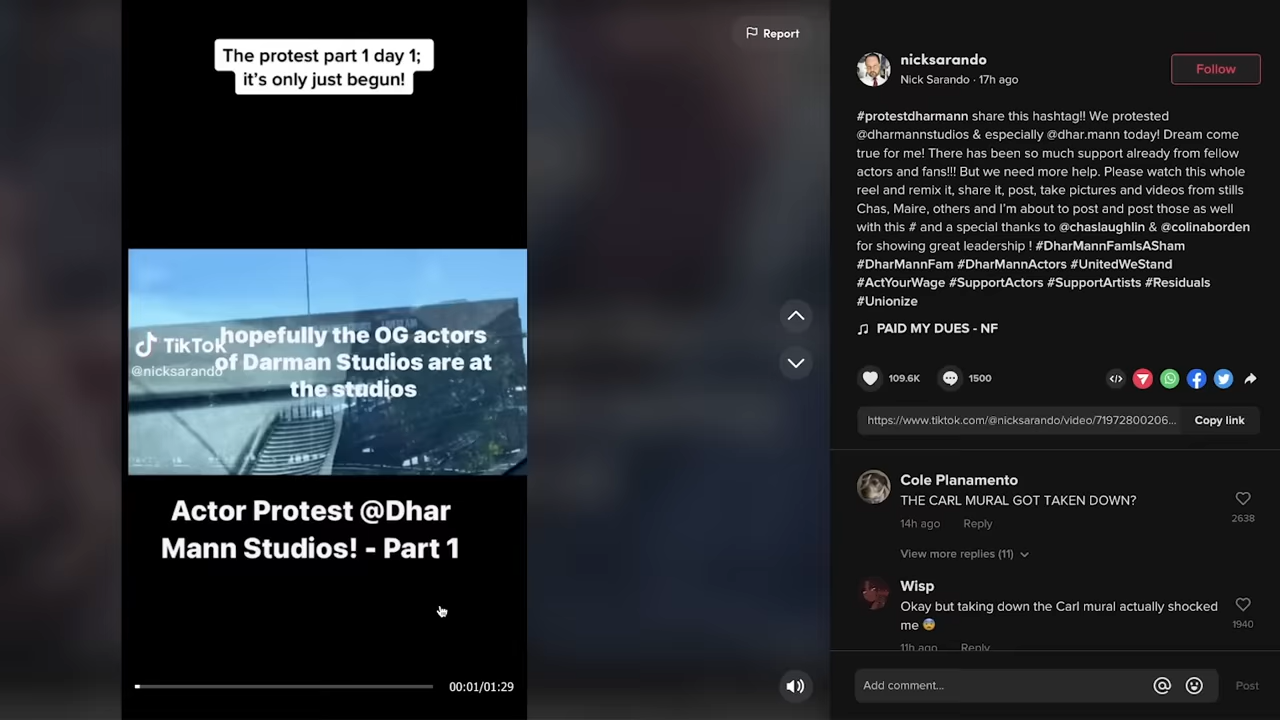 The protest part 1 day 1;
it's only just begun!
Report
TikTok
@nicksarando
hopefully the OG actors
of Darman Studios are at
the studios
Actor Protest @Dhar
Mann Studios! - Part 1
00:01/01:29
nicksarando
Nick Sarando · 17h ago
Follow
#protestdharmann share this hashtag!! We protested
@dharmannstudios & especially @dhar.mann today! Dream come
true for me! There has been so much support already from fellow
actors and fans!!! But we need more help. Please watch this whole
reel and remix it, share it, post, take pictures and videos from stills
Chas, Maire, others and I'm about to post and post those as well
with this # and a special thanks to @chaslaughlin & @colinaborden
for showing great leadership ! #DharMannFamIsASham
#DharMannFam #DharMannActors #UnitedWeStand
#ActYourWage #SupportActors #SupportArtists #Residuals
#Unionize
PAID MY DUES - NF
109.6K
1500
https://www.tiktok.com/@nicksarando/video/71972800206...
Copy link
Cole Planamento
THE CARL MURAL GOT TAKEN DOWN?
14h ago
Reply
2638
View more replies (11)
Wisp
Okay but taking down the Carl mural actually shocked
me 😨
1940
11h ago
Reply
Add comment...
Post